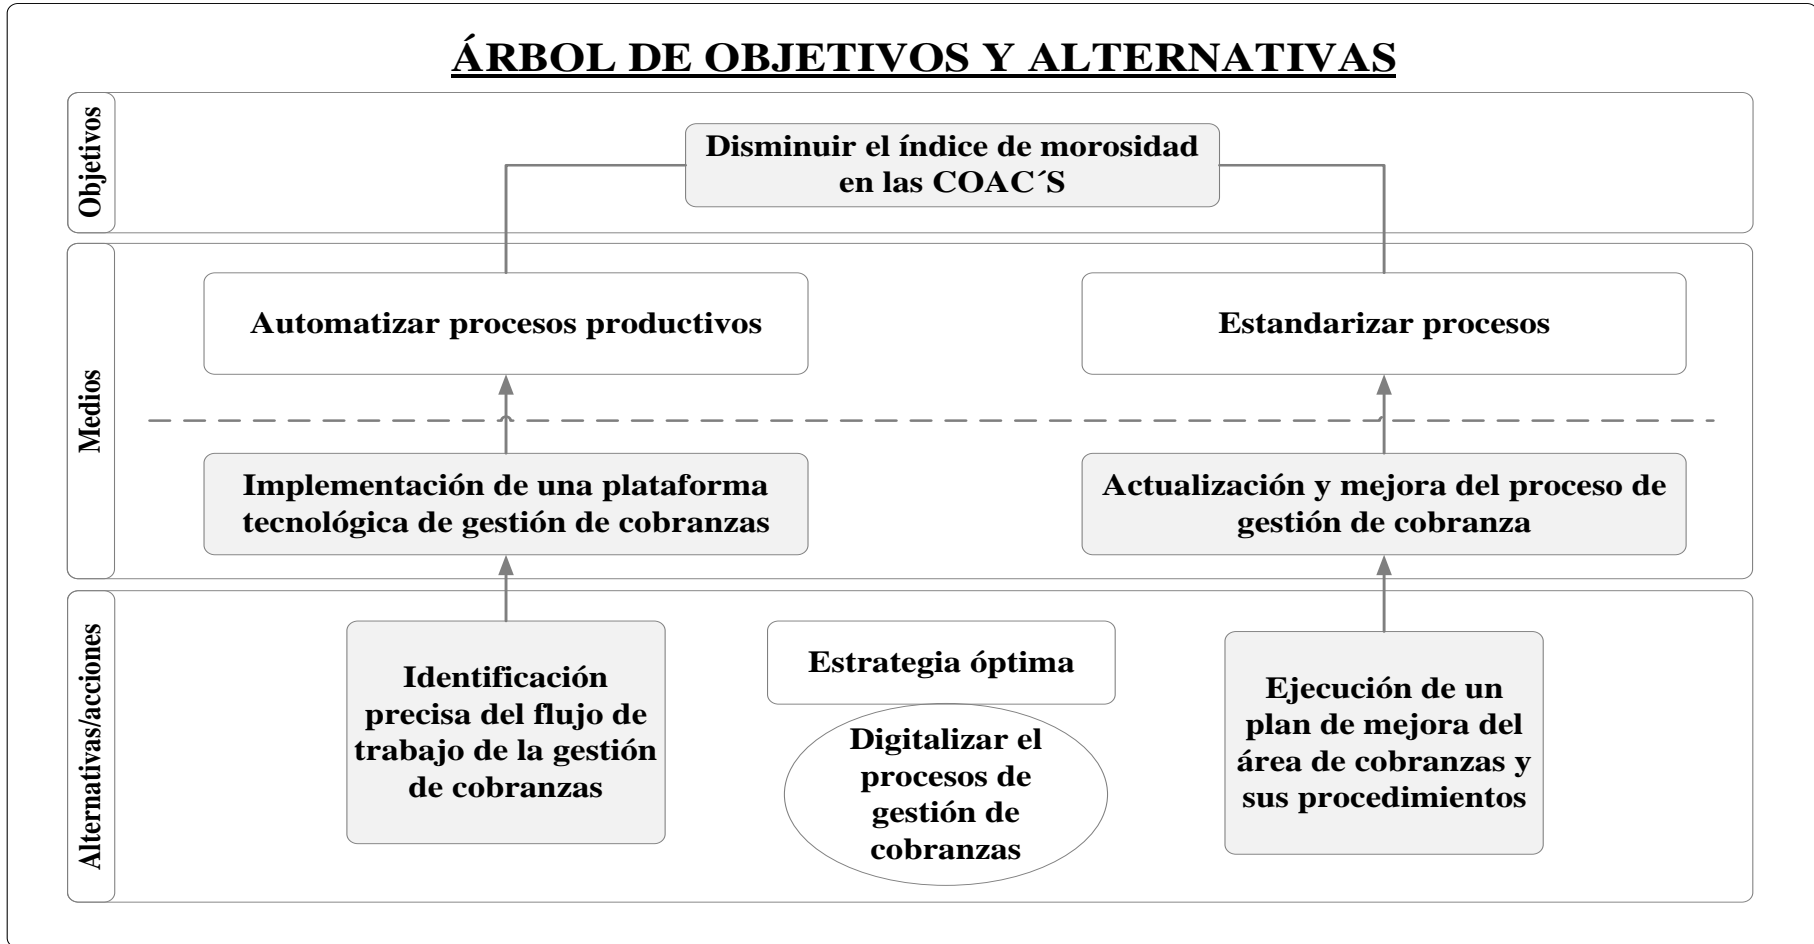 ÁRBOL DE OBJETIVOS Y ALTERNATIVAS
Objetivos
Disminuir el índice de morosidad
en las COAC´S
Medios
Automatizar procesos productivos
Estandarizar procesos
Implementación de una plataforma
tecnológica de gestión de cobranzas
Actualización y mejora del proceso de
gestión de cobranza
Alternativas/acciones
Identificación
precisa del flujo de
trabajo de la gestión
de cobranzas
Estrategia óptima
Digitalizar el
procesos de
gestión de
cobranzas
Ejecución de un
plan de mejora del
área de cobranzas y
sus procedimientos